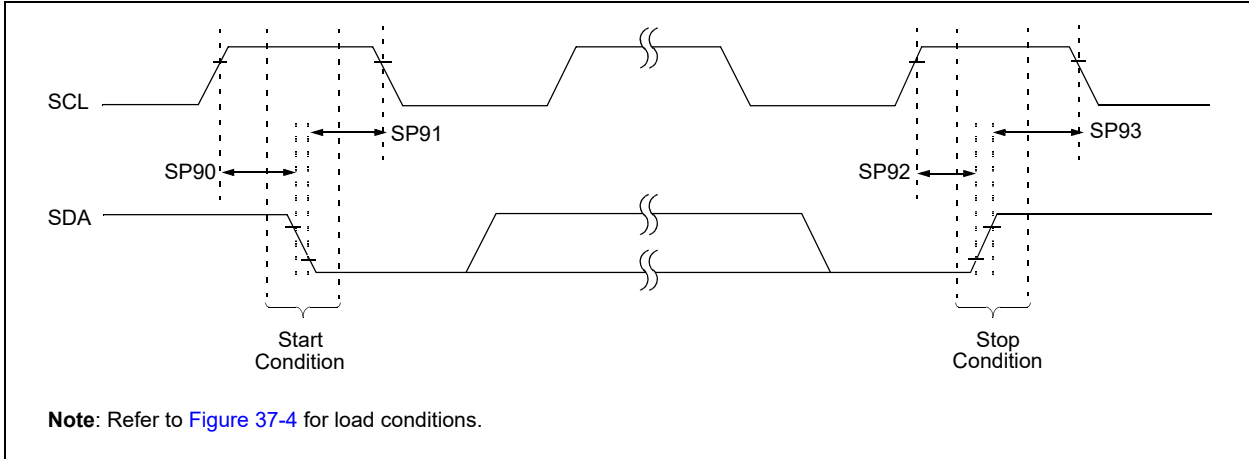 SCL
SP91
SP93
SP90
SP92
SDA
Start
Condition
Stop
Condition
Note: Refer to Figure 37-4 for load conditions.